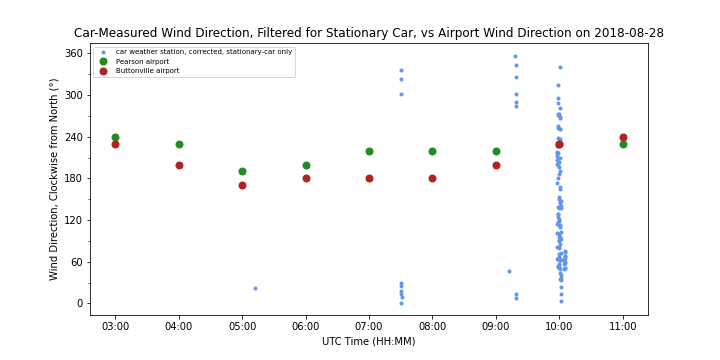 Car-Measured Wind Direction, Filtered for Stationary Car, vs Airport Wind Direction on 2018-08-28
car weather station, corrected, stationary-car only
Pearson airport
Buttonville airport
Wind Direction, Clockwise from North (°)
360
300
240
180
120
60
0
03:00 04:00 05:00 06:00 07:00 08:00 09:00 10:00 11:00
UTC Time (HH:MM)